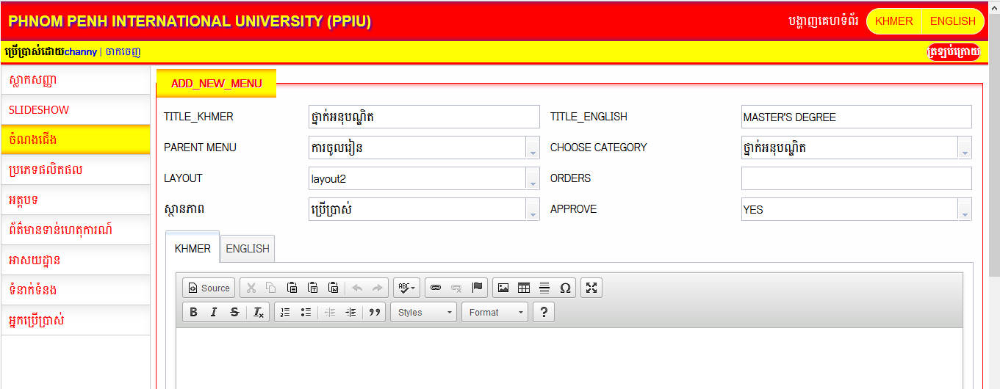 PHNOM PENH INTERNATIONAL UNIVERSITY (PPIU)
បង្ហាញគេហទំព័រ KHMER ENGLISH
ប្រើប្រាស់ដោយchanny | ចាកចេញ
ត្រឡប់ក្រោយ
ស្លាកសញ្ញា
SLIDESHOW
ចំណងជើង
ប្រភេទផលិតផល
អត្តបទ
ព័ត៌មានទាន់ហេតុការណ៍
អាសយដ្ឋាន
ទំនាក់ទំនង
អ្នកប្រើប្រាស់
ADD_NEW_MENU
TITLE_KHMER ថ្នាក់អនុបណ្ឌិត TITLE_ENGLISH MASTER'S DEGREE
PARENT MENU ការចូលរៀន CHOOSE CATEGORY ថ្នាក់អនុបណ្ឌិត
LAYOUT layout2 ORDERS
ស្ថានភាព ប្រើប្រាស់ APPROVE YES
KHMER ENGLISH
Source ABC Ω
B I S Tx Styles Format ?